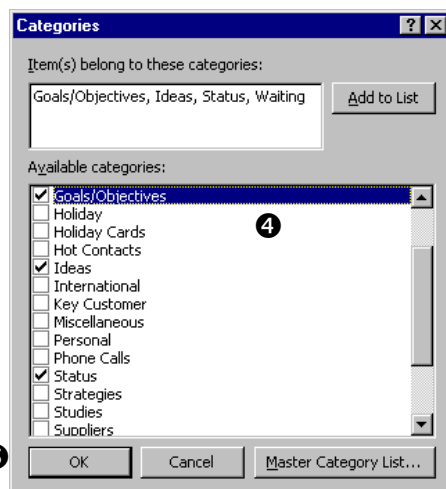 Categories
Item(s) belong to these categories:
Goals/Objectives, Ideas, Status, Waiting
Add to List
Available categories:
Goals/Objectives
Holiday
Holiday Cards
❹
Hot Contacts
Ideas
International
Key Customer
Miscellaneous
Personal
Phone Calls
Status
Strategies
Studies
Suppliers
OK
Cancel
Master Category List...